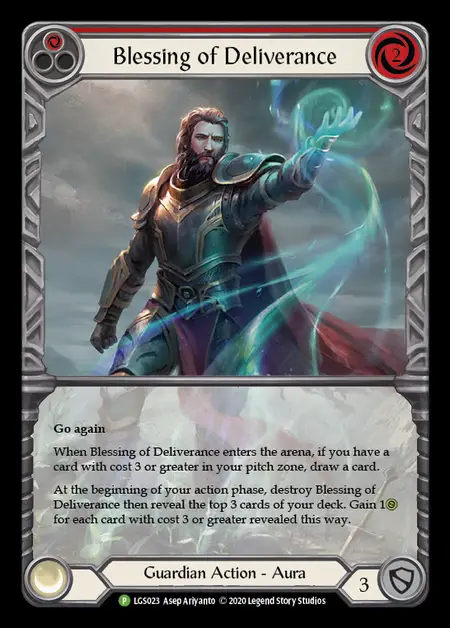 Blessing of Deliverance
2
Go again
When Blessing of Deliverance enters the arena, if you have a
card with cost 3 or greater in your pitch zone, draw a card.
At the beginning of your action phase, destroy Blessing of
Deliverance then reveal the top 3 cards of your deck. Gain 1
for each card with cost 3 or greater revealed this way.
Guardian Action - Aura
3
P LGS023 Asep Ariyanto © 2020 Legend Story Studios